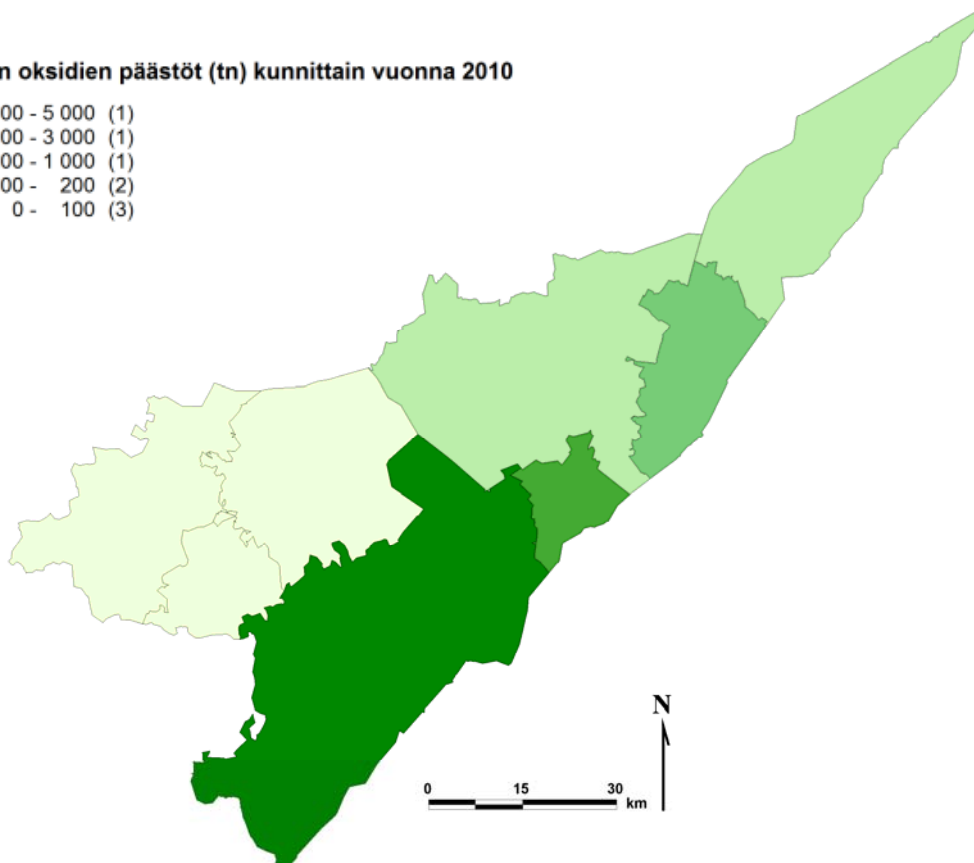 n oksidien päästöt (tn) kunnittain vuonna 2010
00 - 5 000 (1)
00 - 3 000 (1)
00 - 1 000 (1)
00 - 200 (2)
0 - 100 (3)
N
0 15 30
km